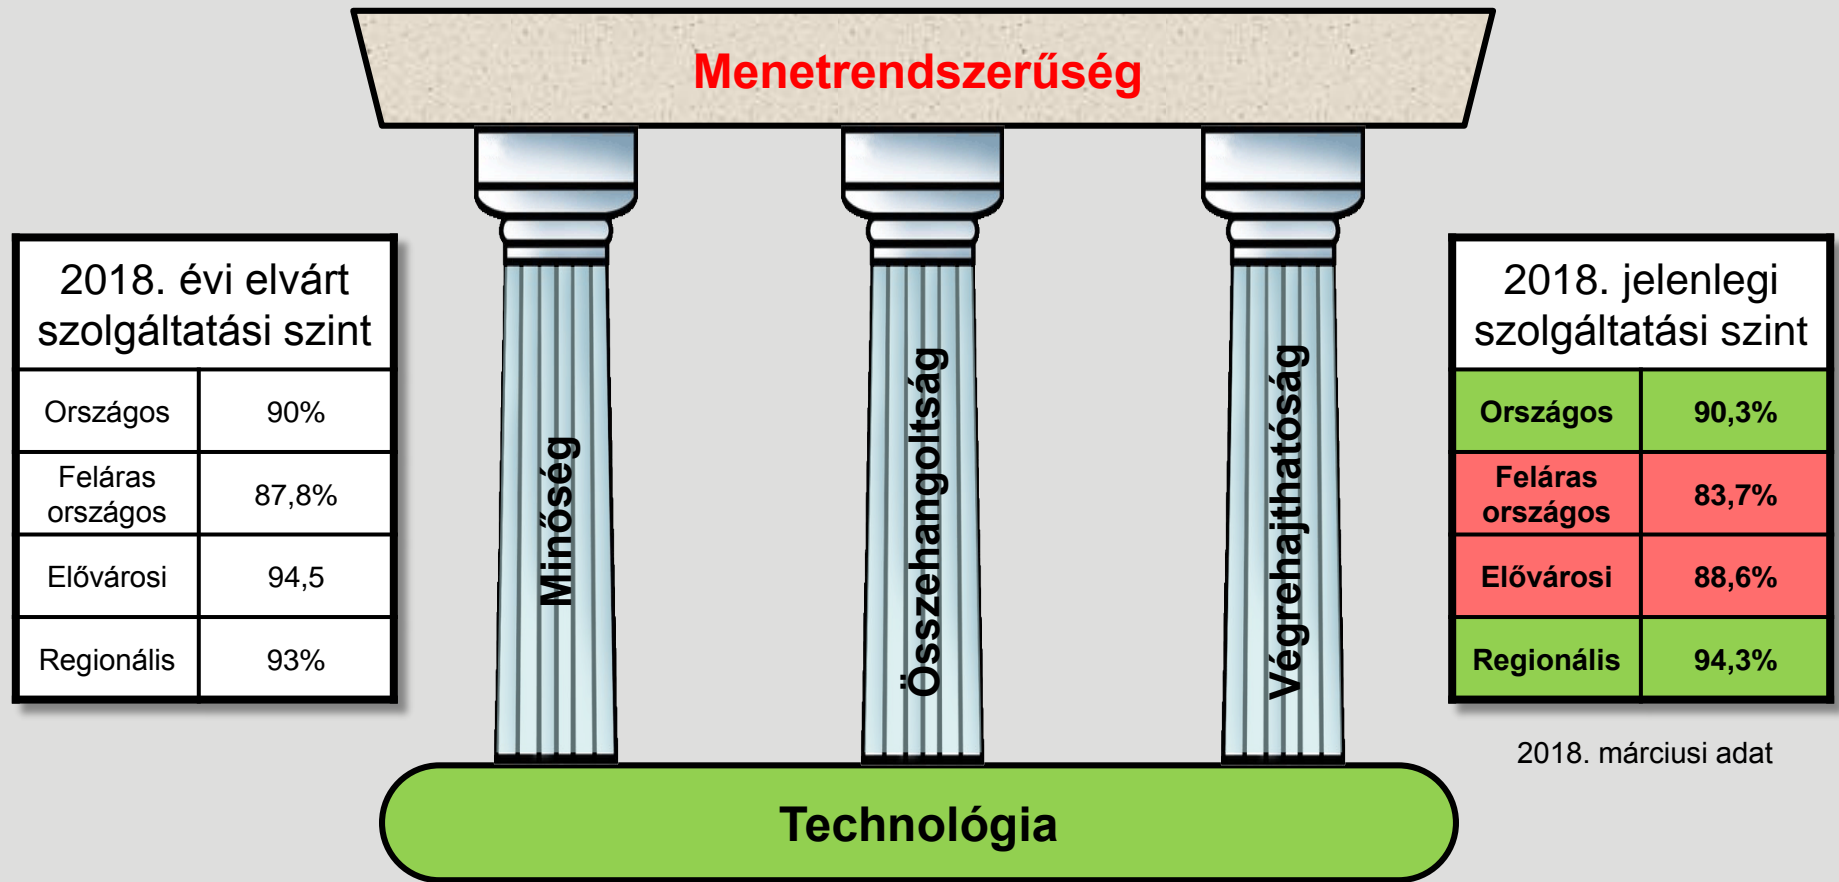 Menetrendszerűség
2018. évi elvárt
szolgáltatási szint
Országos 90%
Feláras
országos 87,8%
Elővárosi 94,5
Regionális 93%
Minőség
Összehangoltság
Végrehajthatóság
2018. jelenlegi
szolgáltatási szint
Országos 90,3%
Feláras
országos 83,7%
Elővárosi 88,6%
Regionális 94,3%
2018. márciusi adat
Technológia